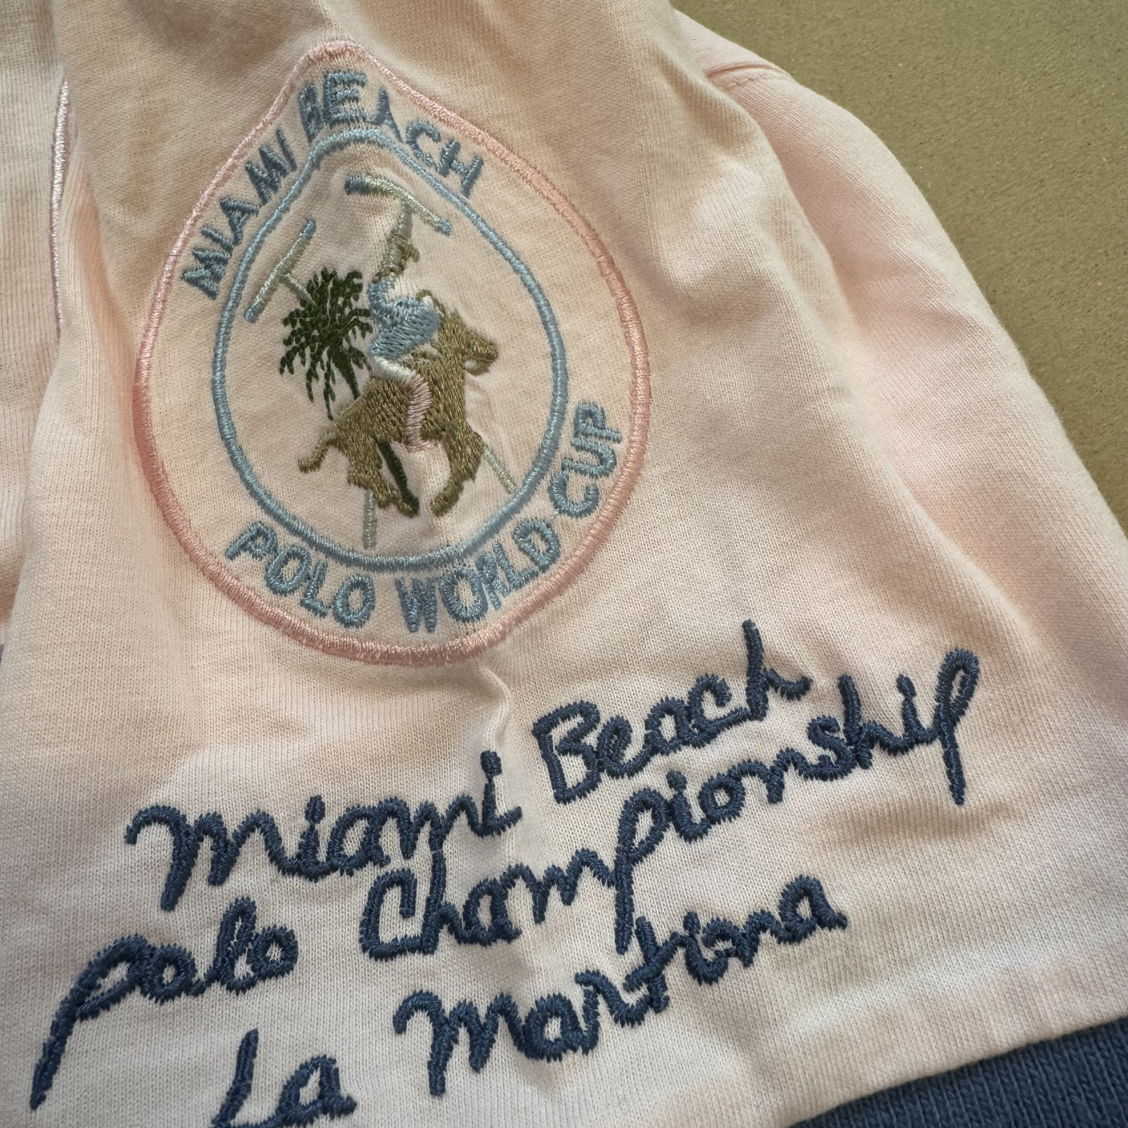 MIAMI BEACH
POLO WORLD CUP
Miami Beach
Polo Championship
La Martina